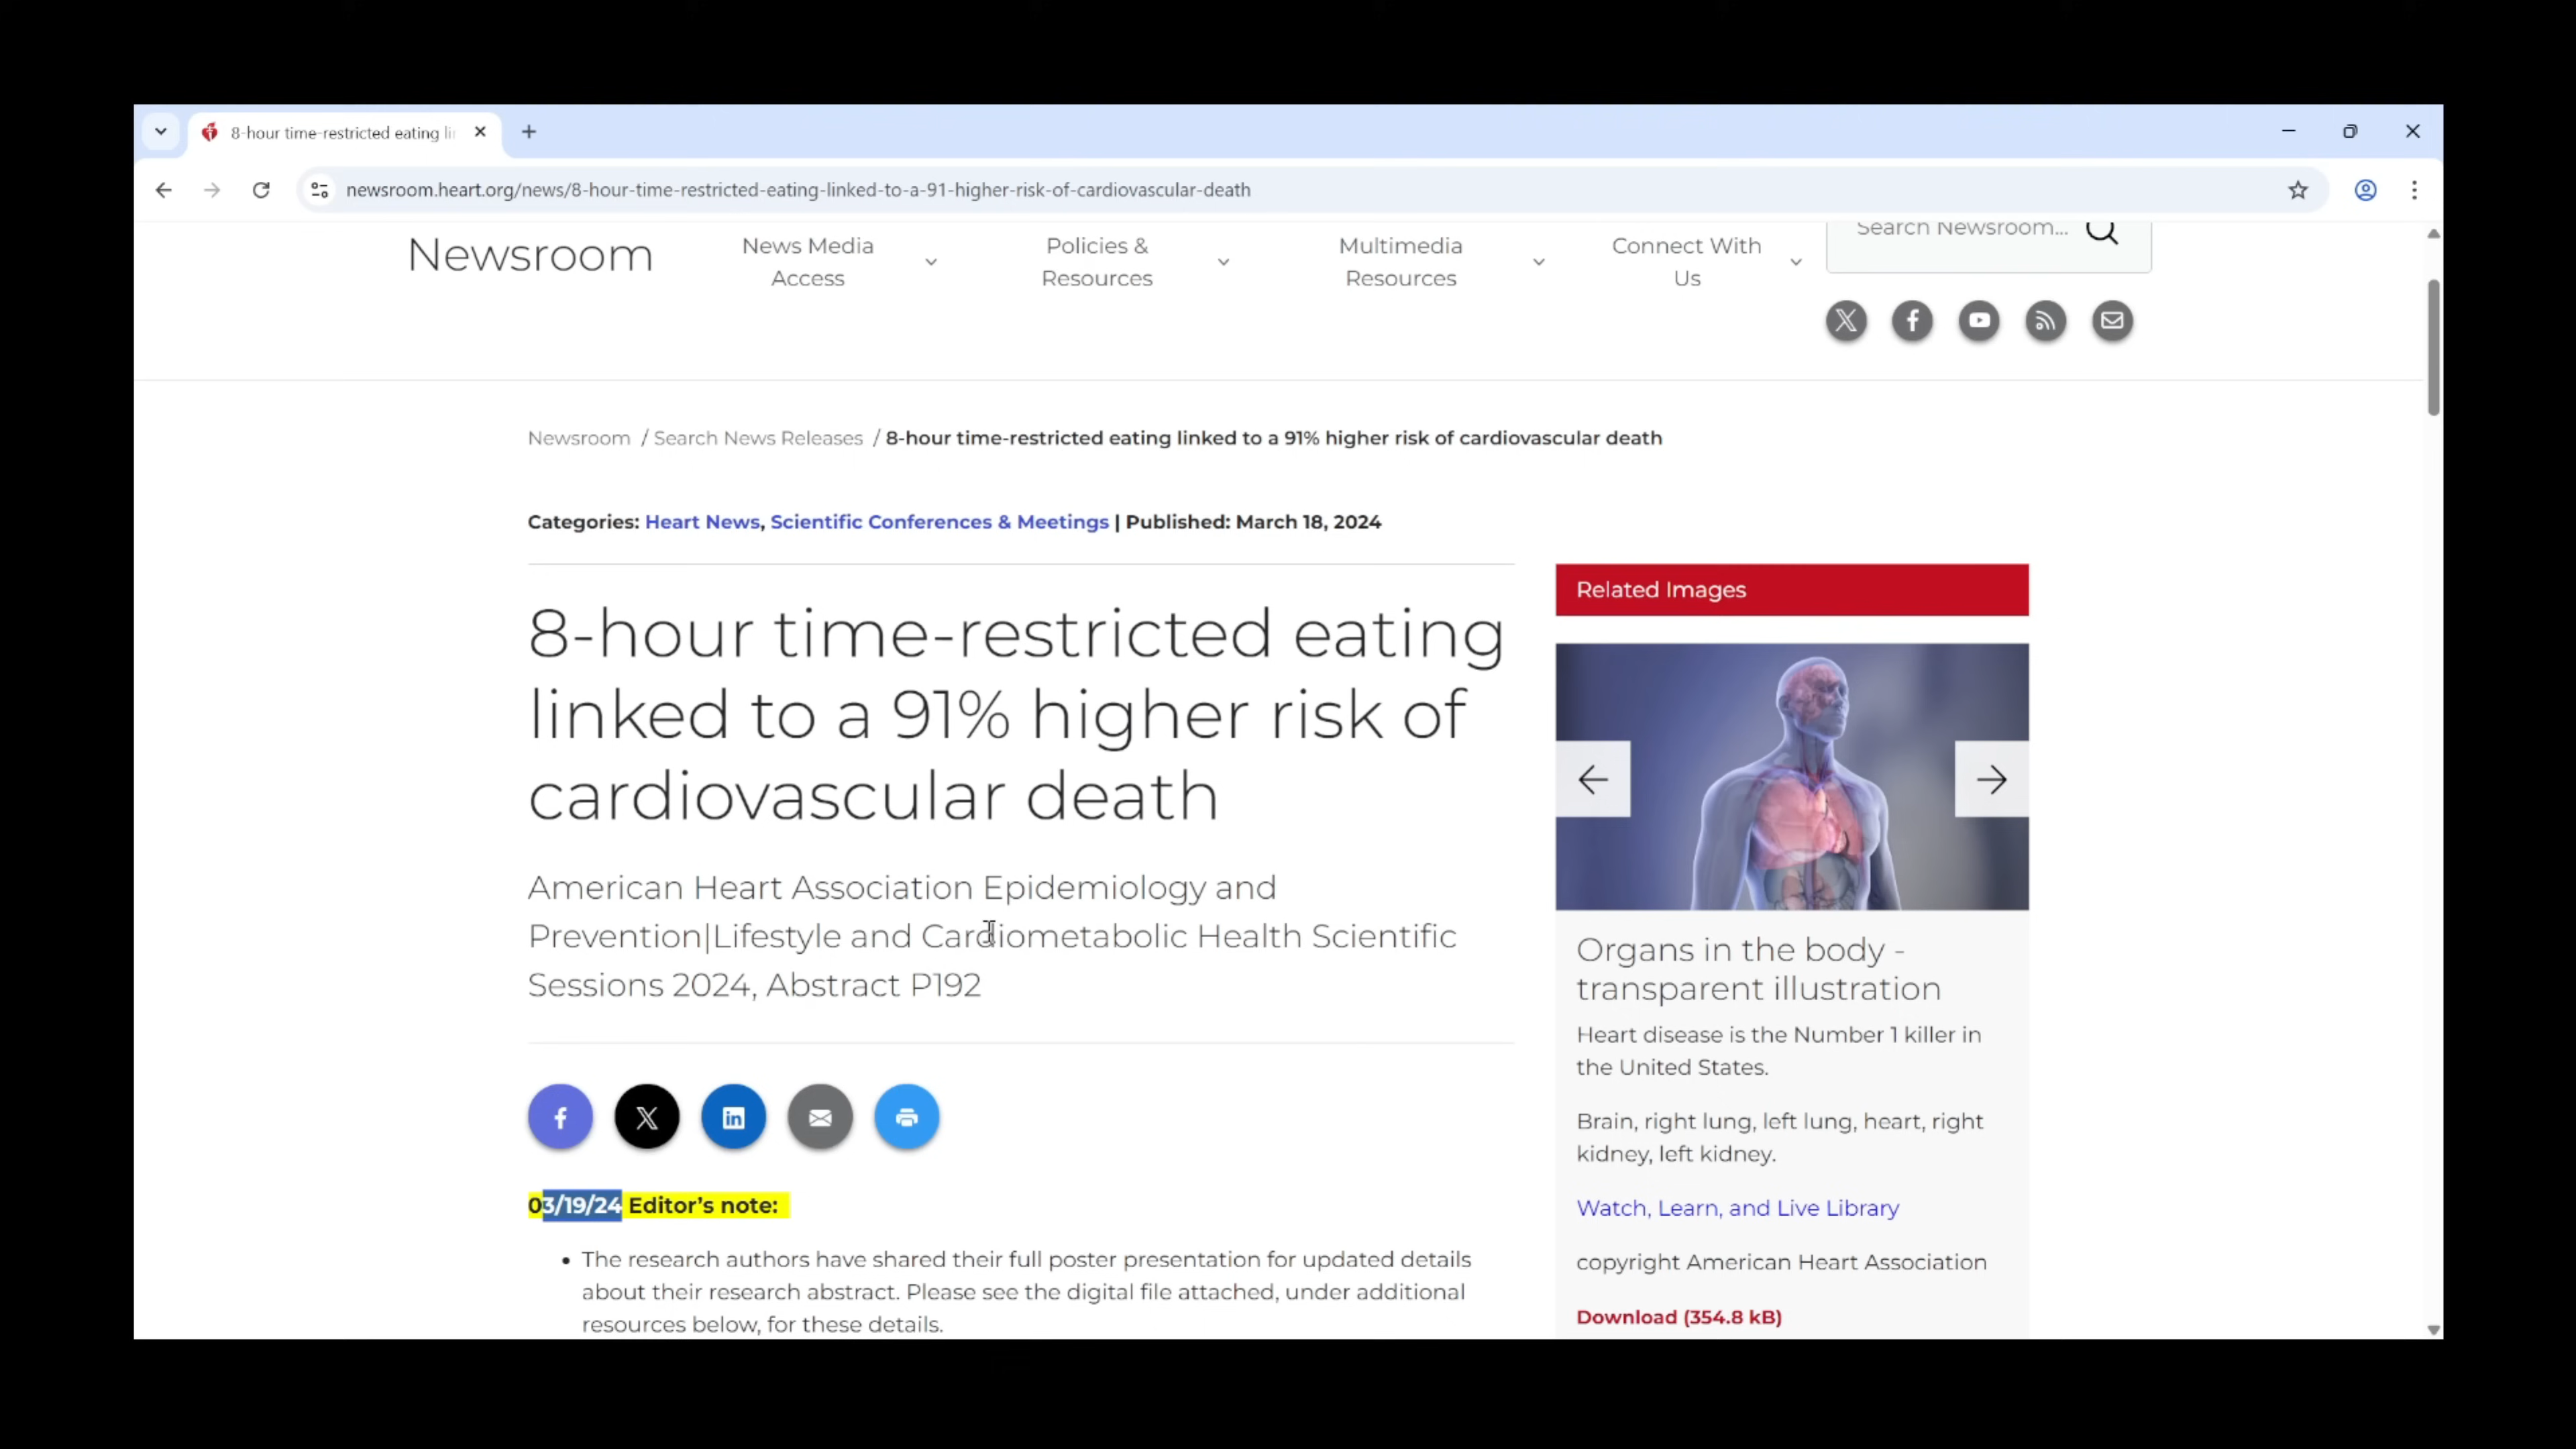 8-hour time-restricted eating li
newsroom.heart.org/news/8-hour-time-restricted-eating-linked-to-a-91-higher-risk-of-cardiovascular-death
Newsroom
News Media
Access
Policies &
Resources
Multimedia
Resources
Connect With
Us
Search Newsroom...
Newsroom / Search News Releases / 8-hour time-restricted eating linked to a 91% higher risk of cardiovascular death
Categories: Heart News, Scientific Conferences & Meetings | Published: March 18, 2024
8-hour time-restricted eating
linked to a 91% higher risk of
cardiovascular death
American Heart Association Epidemiology and
Prevention|Lifestyle and Cardiometabolic Health Scientific
Sessions 2024, Abstract P192
03/19/24 Editor's note:
• The research authors have shared their full poster presentation for updated details
about their research abstract. Please see the digital file attached, under additional
resources below, for these details.
Related Images
Organs in the body -
transparent illustration
Heart disease is the Number 1 killer in
the United States.
Brain, right lung, left lung, heart, right
kidney, left kidney.
Watch, Learn, and Live Library
copyright American Heart Association
Download (354.8 kB)